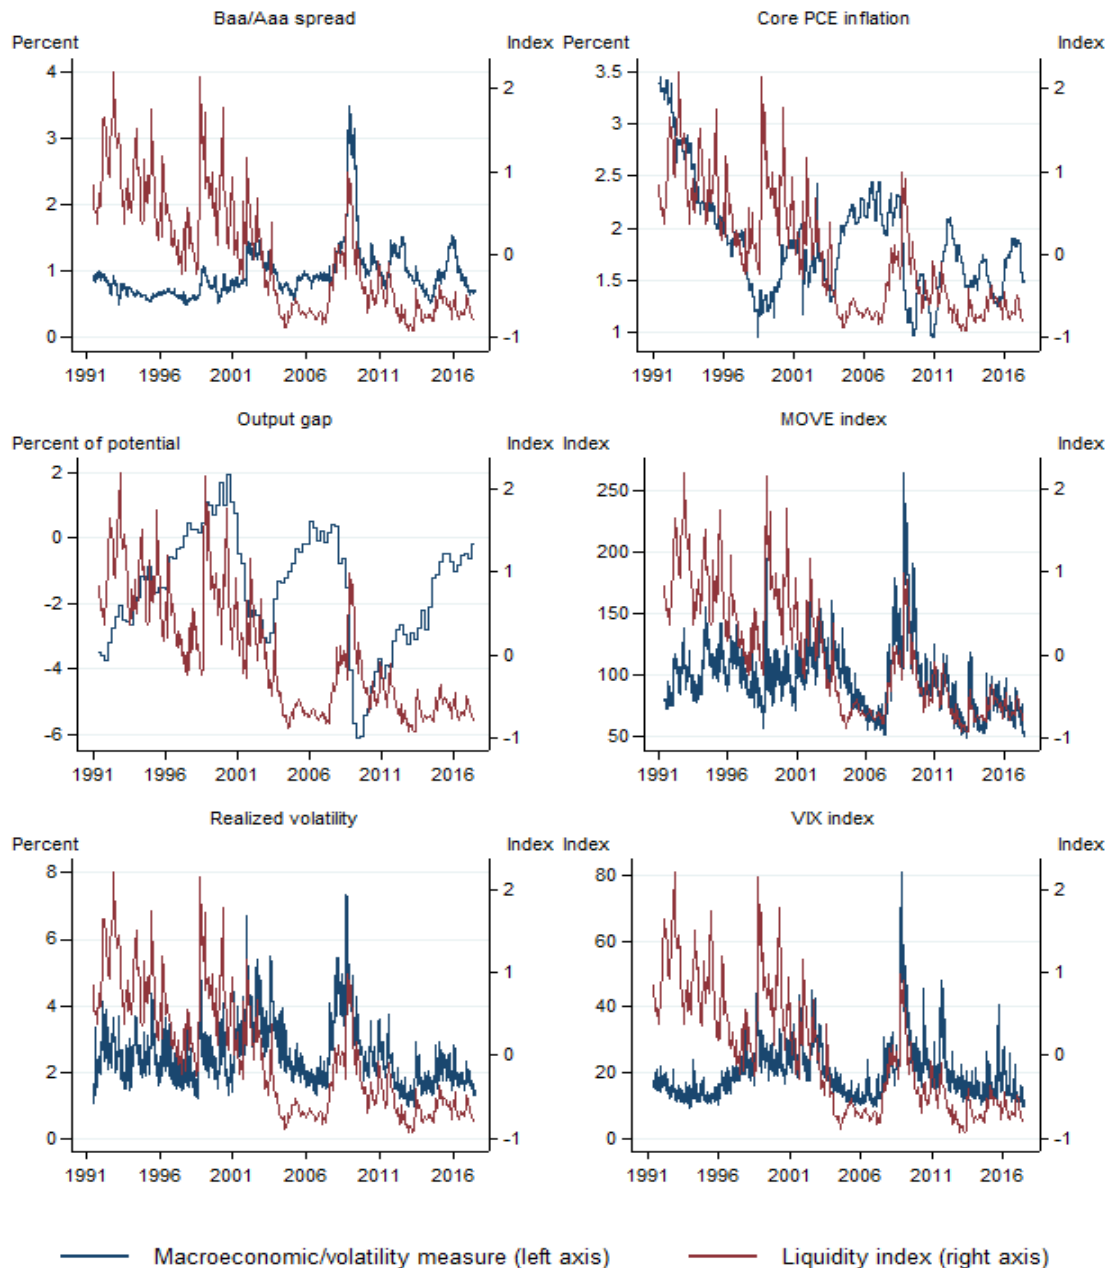 Baa/Aaa spread
Core PCE inflation
Percent
Index
Percent
Index
4
3
2
1
0
2
1
0
-1
3.5
3
2.5
2
1.5
1
2
1
0
-1
1991 1996 2001 2006 2011 2016
1991 1996 2001 2006 2011 2016
Output gap
MOVE index
Percent of potential
Index
Index
Index
2
0
-2
-4
-6
2
1
0
-1
250
200
150
100
50
2
1
0
-1
1991 1996 2001 2006 2011 2016
1991 1996 2001 2006 2011 2016
Realized volatility
VIX index
Percent
Index
Index
Index
8
6
4
2
0
2
1
0
-1
80
60
40
20
0
2
1
0
-1
1991 1996 2001 2006 2011 2016
1991 1996 2001 2006 2011 2016
Macroeconomic/volatility measure (left axis)
Liquidity index (right axis)